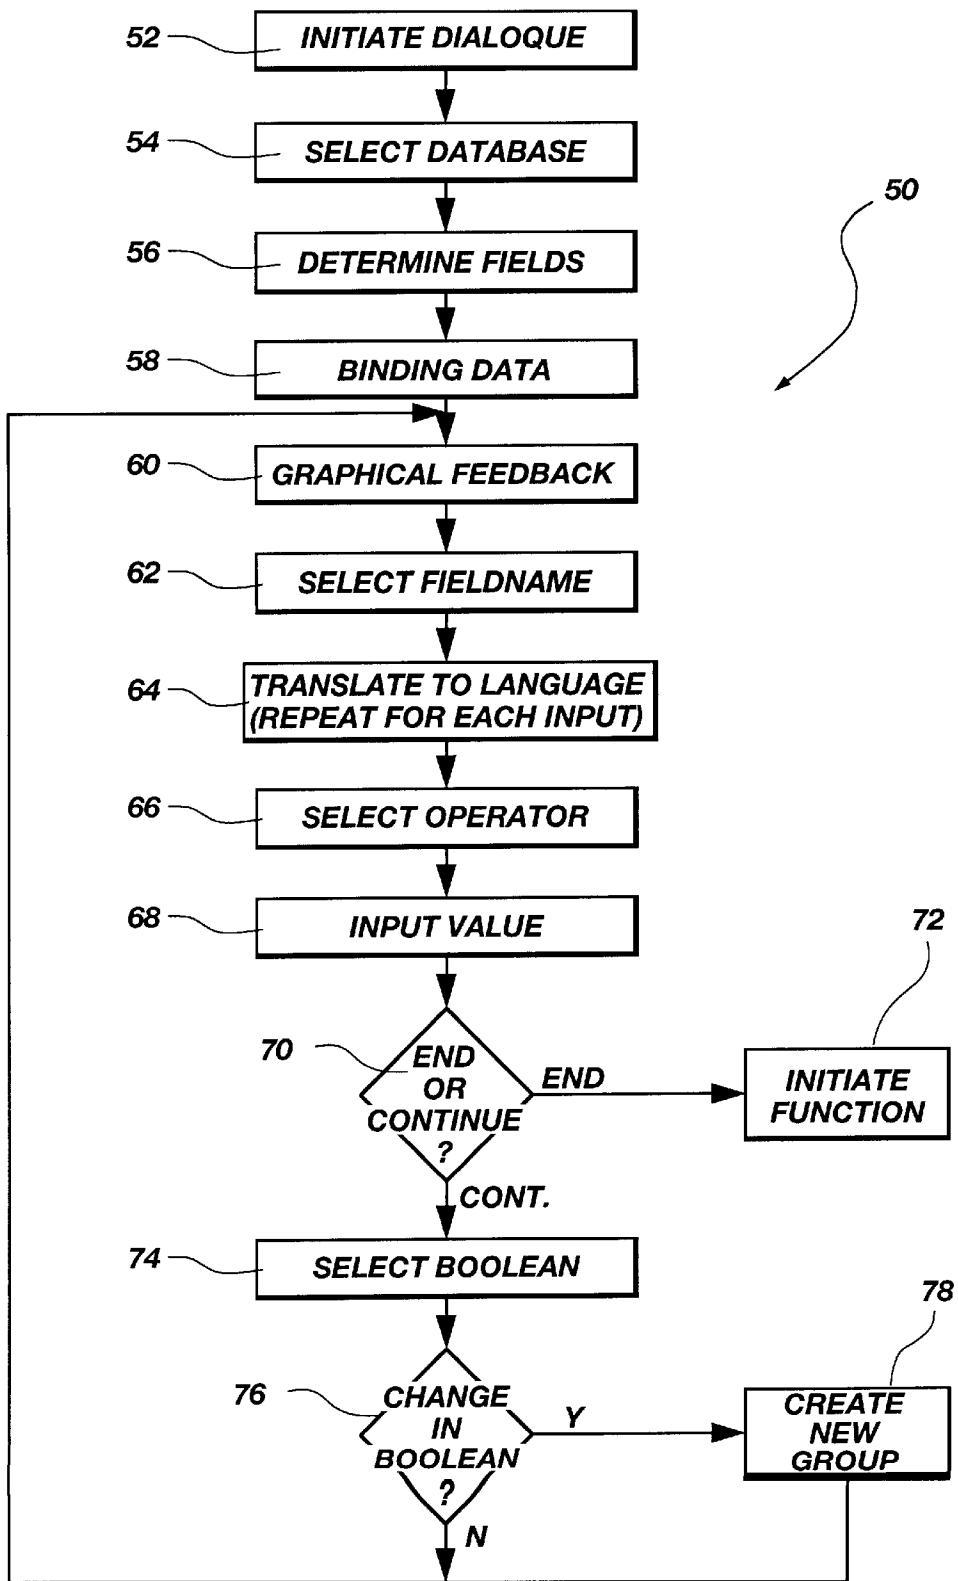 52
INITIATE DIALOQUE
54
SELECT DATABASE
50
56
DETERMINE FIELDS
58
BINDING DATA
60
GRAPHICAL FEEDBACK
62
SELECT FIELDNAME
64
TRANSLATE TO LANGUAGE
(REPEAT FOR EACH INPUT)
66
SELECT OPERATOR
68
INPUT VALUE
72
70
END
OR
CONTINUE
?
END
INITIATE
FUNCTION
CONT.
74
SELECT BOOLEAN
78
76
CHANGE
IN
BOOLEAN
?
Y
CREATE
NEW
GROUP
N